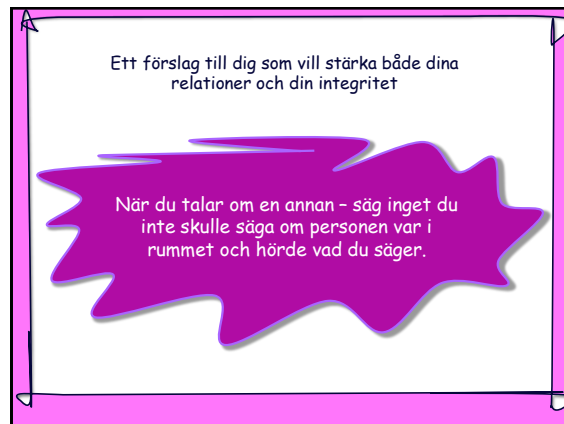 Ett förslag till dig som vill stärka både dina
relationer och din integritet
När du talar om en annan – säg inget du
inte skulle säga om personen var i
rummet och hörde vad du säger.